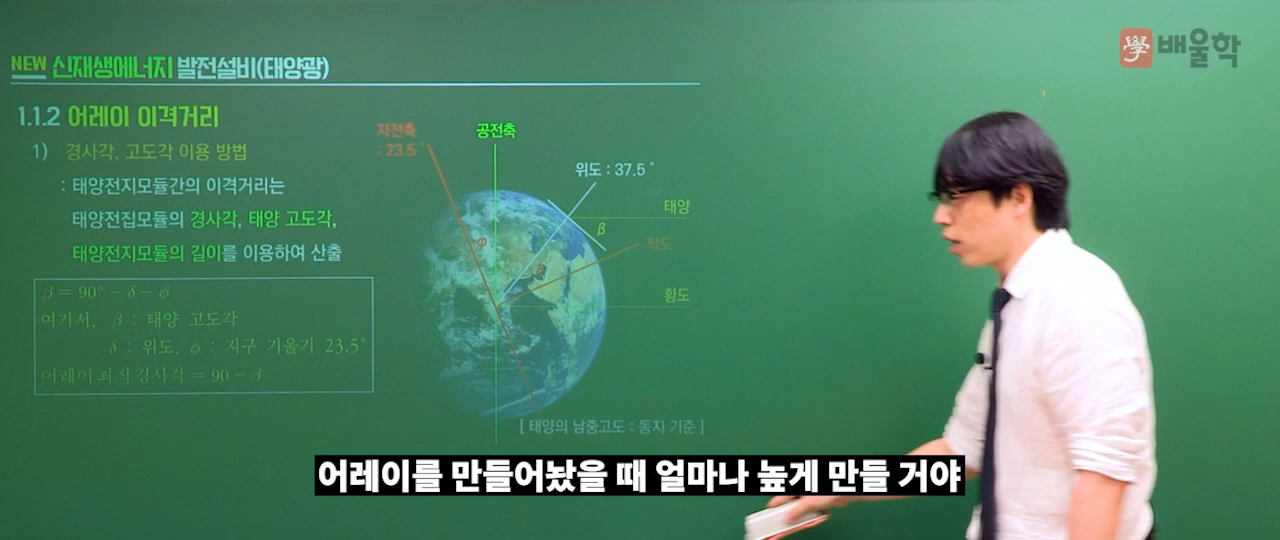 學 배울학
NEW 신재생에너지 발전설비(태양광)
1.1.2 어레이 이격거리
1) 경사각, 고도각 이용 방법
: 태양전지모듈간의 이격거리는
태양전집모듈의 경사각, 태양 고도각,
태양전지모듈의 길이를 이용하여 산출
β = 90° − δ − φ
여기서, β : 태양 고도각
δ : 위도, φ : 지구 기울기 23.5°
어레이최적경사각 = 90 − β
자전축
: 23.5°
공전축
위도 : 37.5°
태양
β
적도
φ
황도
[ 태양의 남중고도 : 동지 기준 ]
어레이를 만들어놨을 때 얼마나 높게 만들 거야